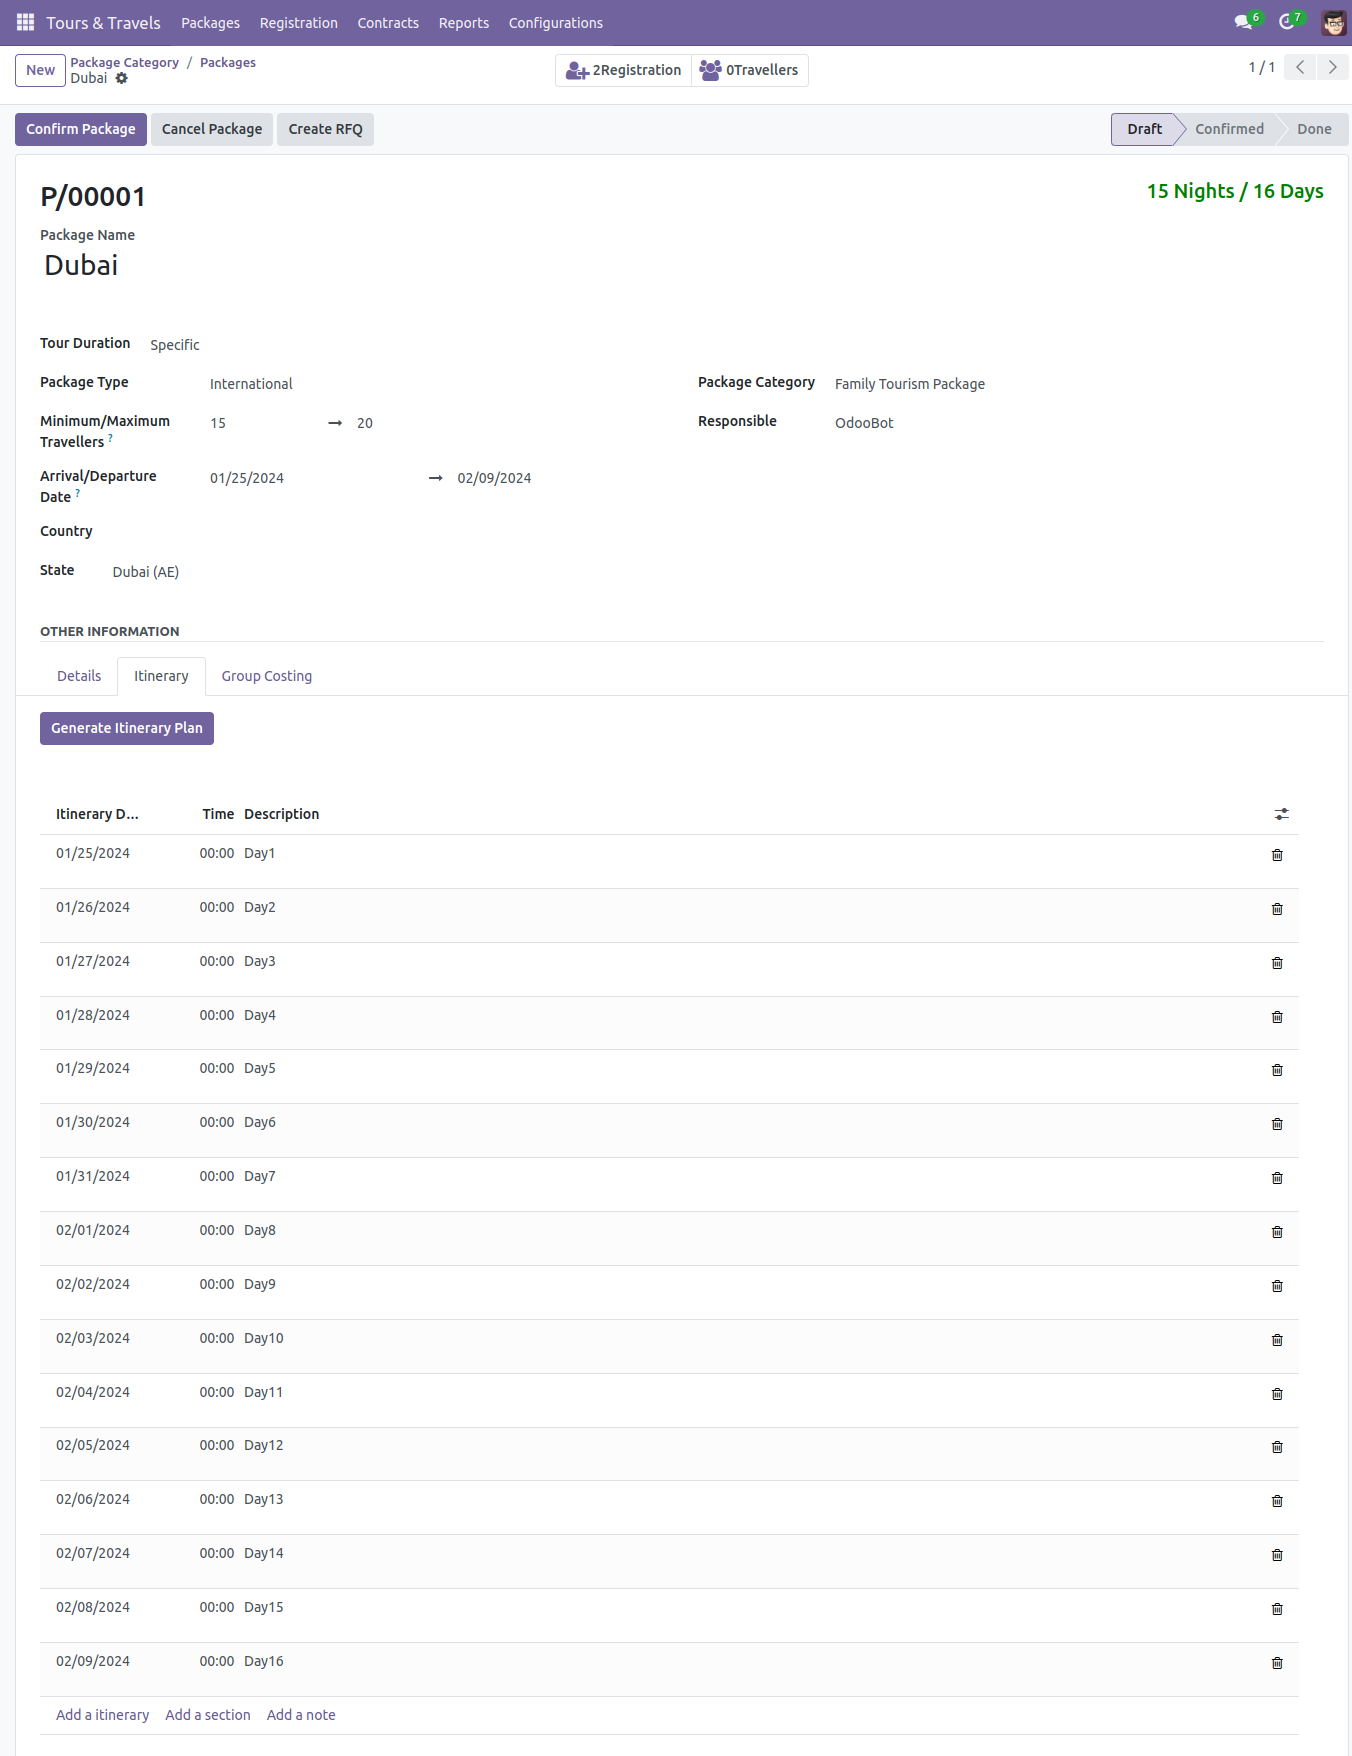 Tours & Travels Packages Registration Contracts Reports Configurations 6 7
New Package Category / Packages
Dubai
2Registration 0Travellers
1 / 1
Confirm Package Cancel Package Create RFQ Draft Confirmed Done
P/00001
15 Nights / 16 Days
Package Name
Dubai
Tour Duration Specific
Package Type International Package Category Family Tourism Package
Minimum/Maximum Travellers ? 15 → 20 Responsible OdooBot
Arrival/Departure Date ? 01/25/2024 → 02/09/2024
Country
State Dubai (AE)
OTHER INFORMATION
Details Itinerary Group Costing
Generate Itinerary Plan
Itinerary D... Time Description
01/25/2024 00:00 Day1
01/26/2024 00:00 Day2
01/27/2024 00:00 Day3
01/28/2024 00:00 Day4
01/29/2024 00:00 Day5
01/30/2024 00:00 Day6
01/31/2024 00:00 Day7
02/01/2024 00:00 Day8
02/02/2024 00:00 Day9
02/03/2024 00:00 Day10
02/04/2024 00:00 Day11
02/05/2024 00:00 Day12
02/06/2024 00:00 Day13
02/07/2024 00:00 Day14
02/08/2024 00:00 Day15
02/09/2024 00:00 Day16
Add a itinerary Add a section Add a note